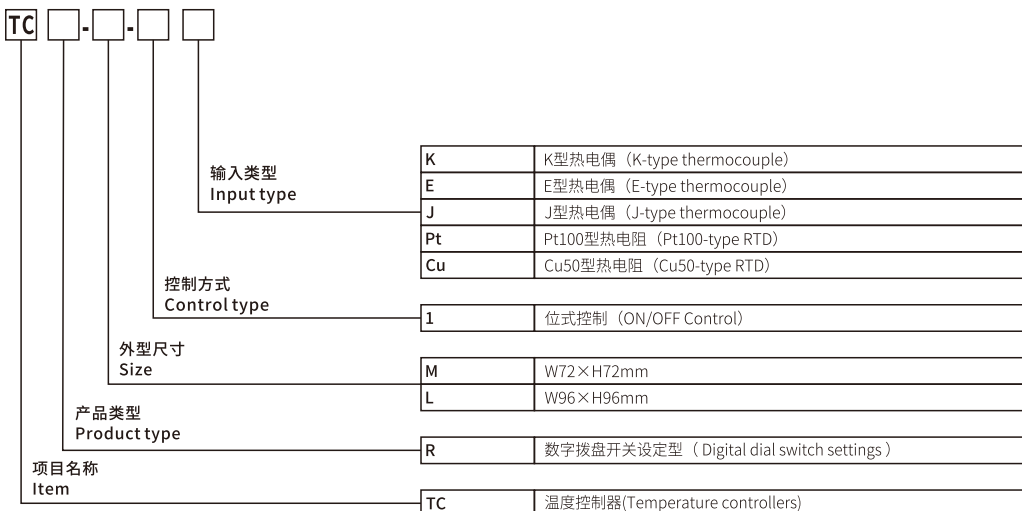 TC - -
输入类型
Input type
K K型热电偶（K-type thermocouple）
E E型热电偶（E-type thermocouple）
J J型热电偶（J-type thermocouple）
Pt Pt100型热电阻（Pt100-type RTD）
Cu Cu50型热电阻（Cu50-type RTD）
控制方式
Control type
1 位式控制（ON/OFF Control）
外型尺寸
Size
M W72×H72mm
L W96×H96mm
产品类型
Product type
R 数字拨盘开关设定型（ Digital dial switch settings ）
项目名称
Item
TC 温度控制器(Temperature controllers)